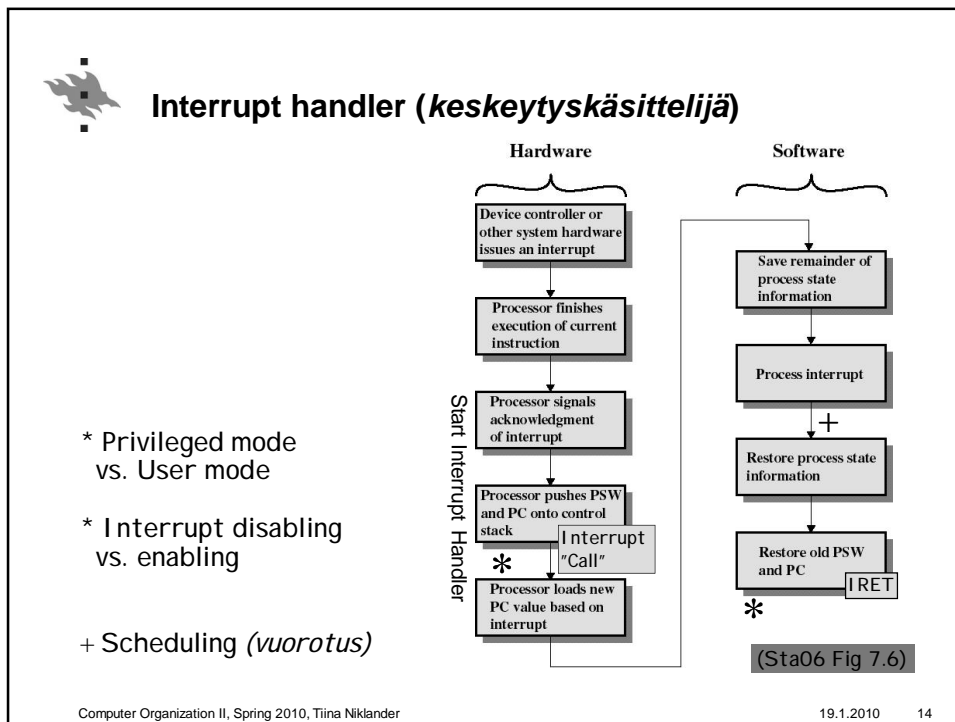 Interrupt handler (keskeytyskäsittelijä)
Hardware
Device controller or
other system hardware
issues an interrupt
Processor finishes
execution of current
instruction
Processor signals
acknowledgment
of interrupt
Processor pushes PSW
and PC onto control
stack
Interrupt
"Call"
*
Processor loads new
PC value based on
interrupt
Start Interrupt Handler
Software
Save remainder of
process state
information
Process interrupt
+
Restore process state
information
Restore old PSW
and PC
IRET
*
* Privileged mode
vs. User mode
* Interrupt disabling
vs. enabling
+ Scheduling (vuorotus)
(Sta06 Fig 7.6)
Computer Organization II, Spring 2010, Tiina Niklander
19.1.2010
14